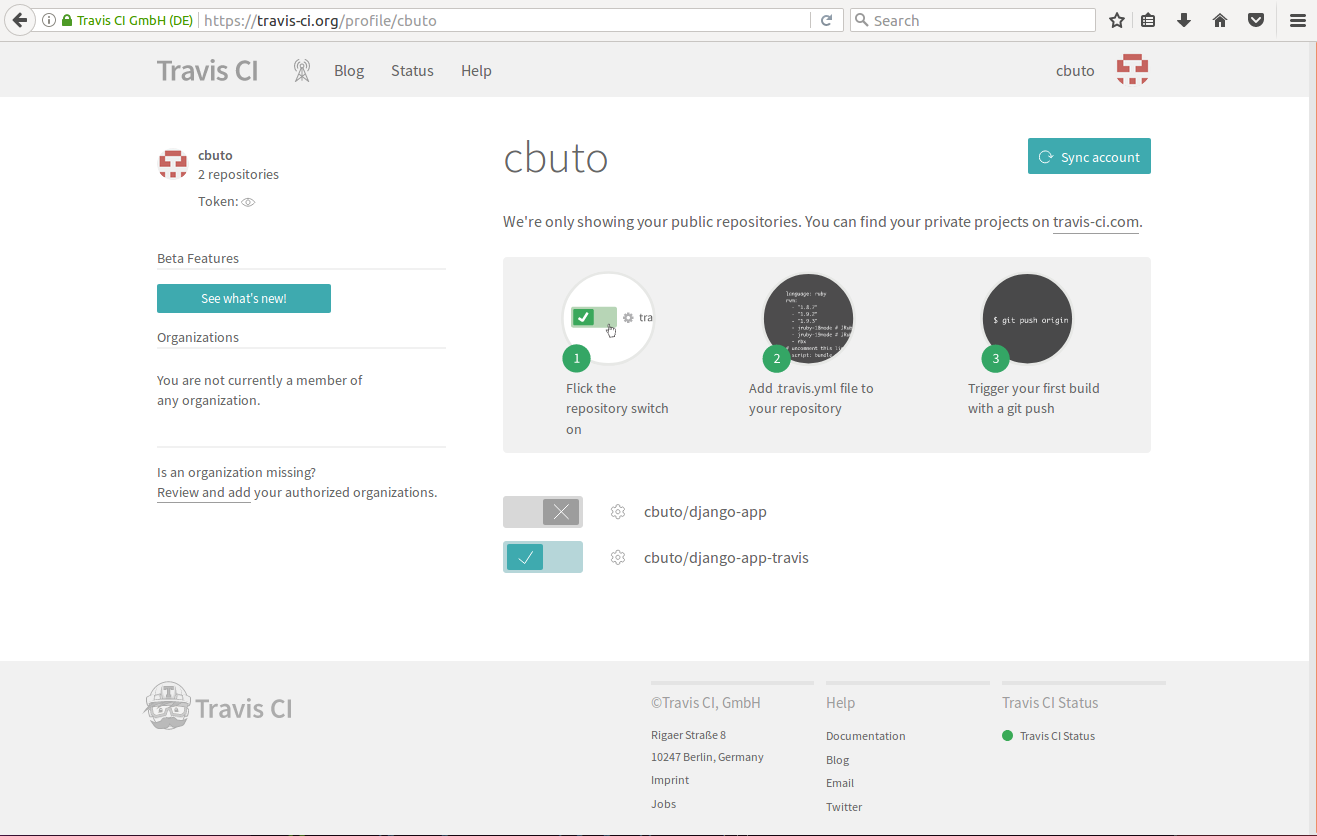 Travis CI GmbH (DE) https://travis-ci.org/profile/cbuto Search
Travis CI Blog Status Help cbuto
cbuto
2 repositories
Token:
Beta Features
See what's new!
Organizations
You are not currently a member of
any organization.
Is an organization missing?
Review and add your authorized organizations.
cbuto
Sync account
We're only showing your public repositories. You can find your private projects on travis-ci.com.
tra
1
Flick the
repository switch
on
language: ruby
rvm:
- "1.8.7"
- "1.9.2"
- "1.9.3"
- jruby-18mode # JRub
- jruby-19mode # JRub
- rbx
# uncomment this li
script: bundle
2
Add .travis.yml file to
your repository
$ git push origin
3
Trigger your first build
with a git push
cbuto/django-app
cbuto/django-app-travis
Travis CI
©Travis CI, GmbH
Rigaer Straße 8
10247 Berlin, Germany
Imprint
Jobs
Help
Documentation
Blog
Email
Twitter
Travis CI Status
Travis CI Status